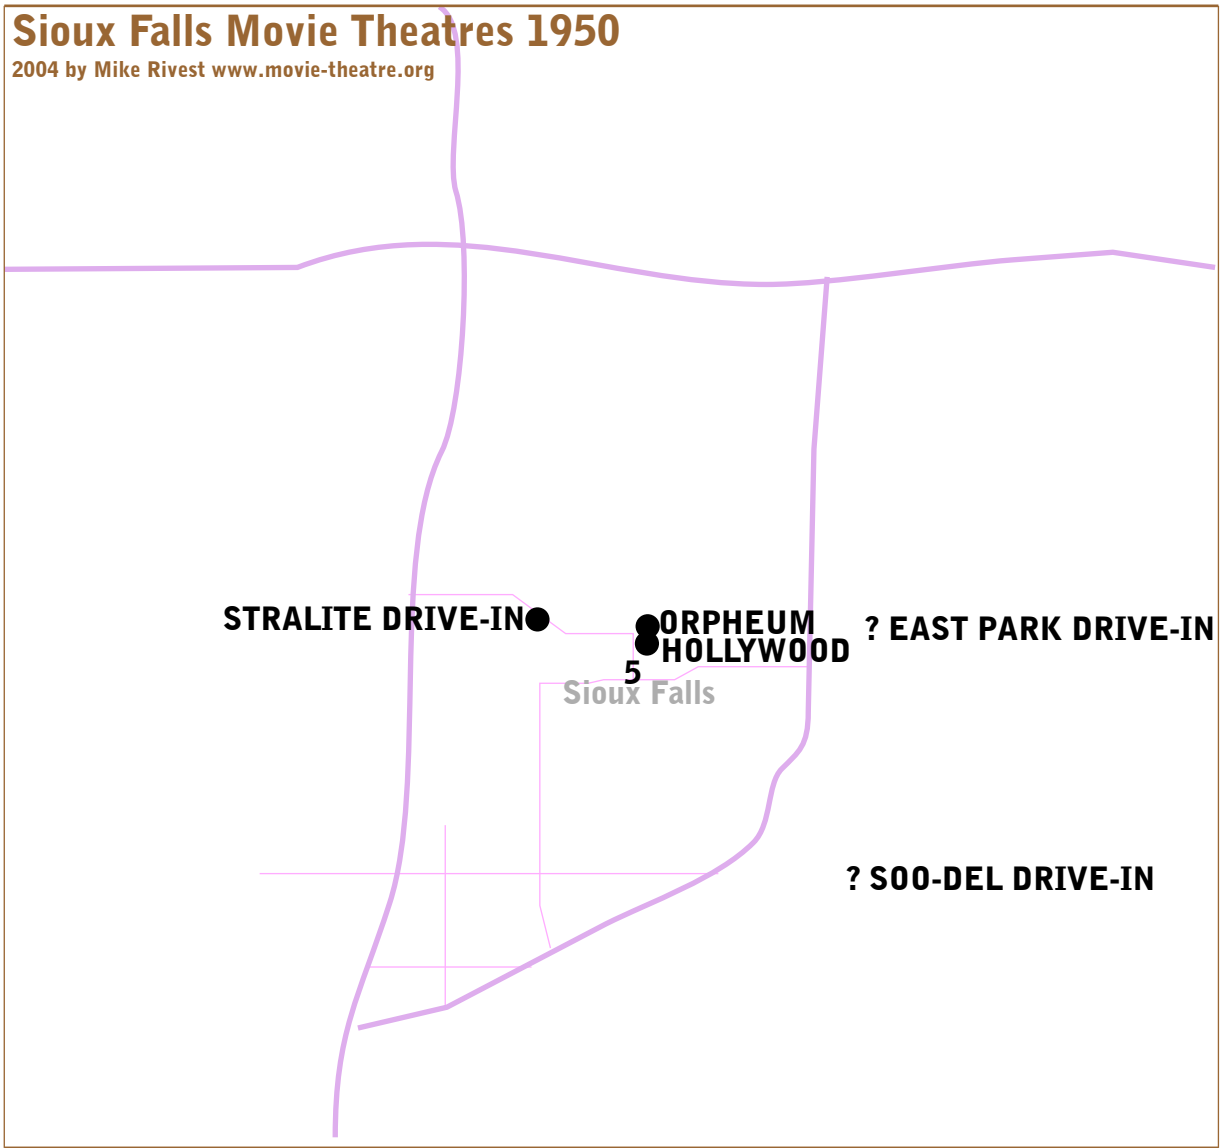 Sioux Falls Movie Theatres 1950
2004 by Mike Rivest www.movie-theatre.org
STRALITE DRIVE-IN
ORPHEUM
HOLLYWOOD
? EAST PARK DRIVE-IN
5
Sioux Falls
? SOO-DEL DRIVE-IN